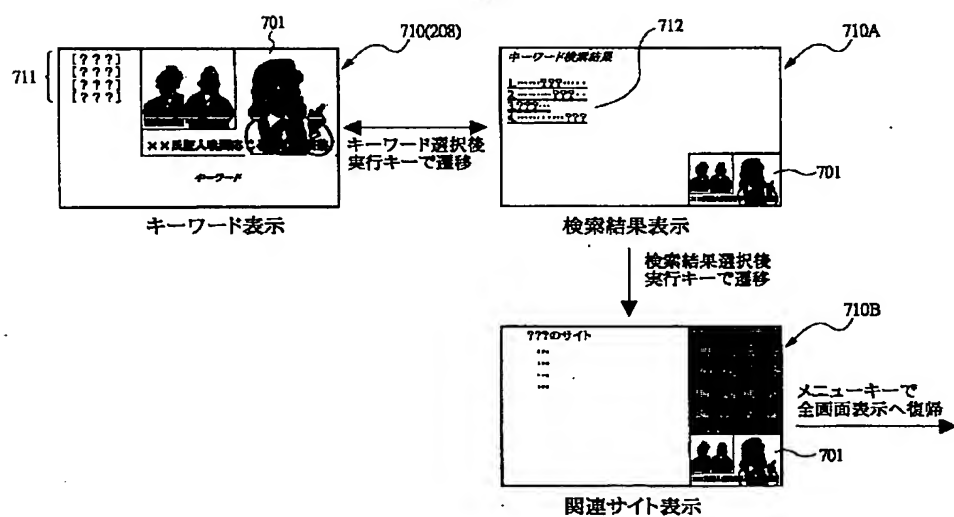 701
710(208)
711
[???]
[???]
[???]
[???]
キーワード
キーワード表示
キーワード選択後
実行キーで遷移
712
710A
キーワード検索結果
1.……???……
2.………???‥
3.???…
4.…………???
701
検索結果表示
検索結果選択後
実行キーで遷移
710B
???のサイト
701
関連サイト表示
メニューキーで
全画面表示へ復帰